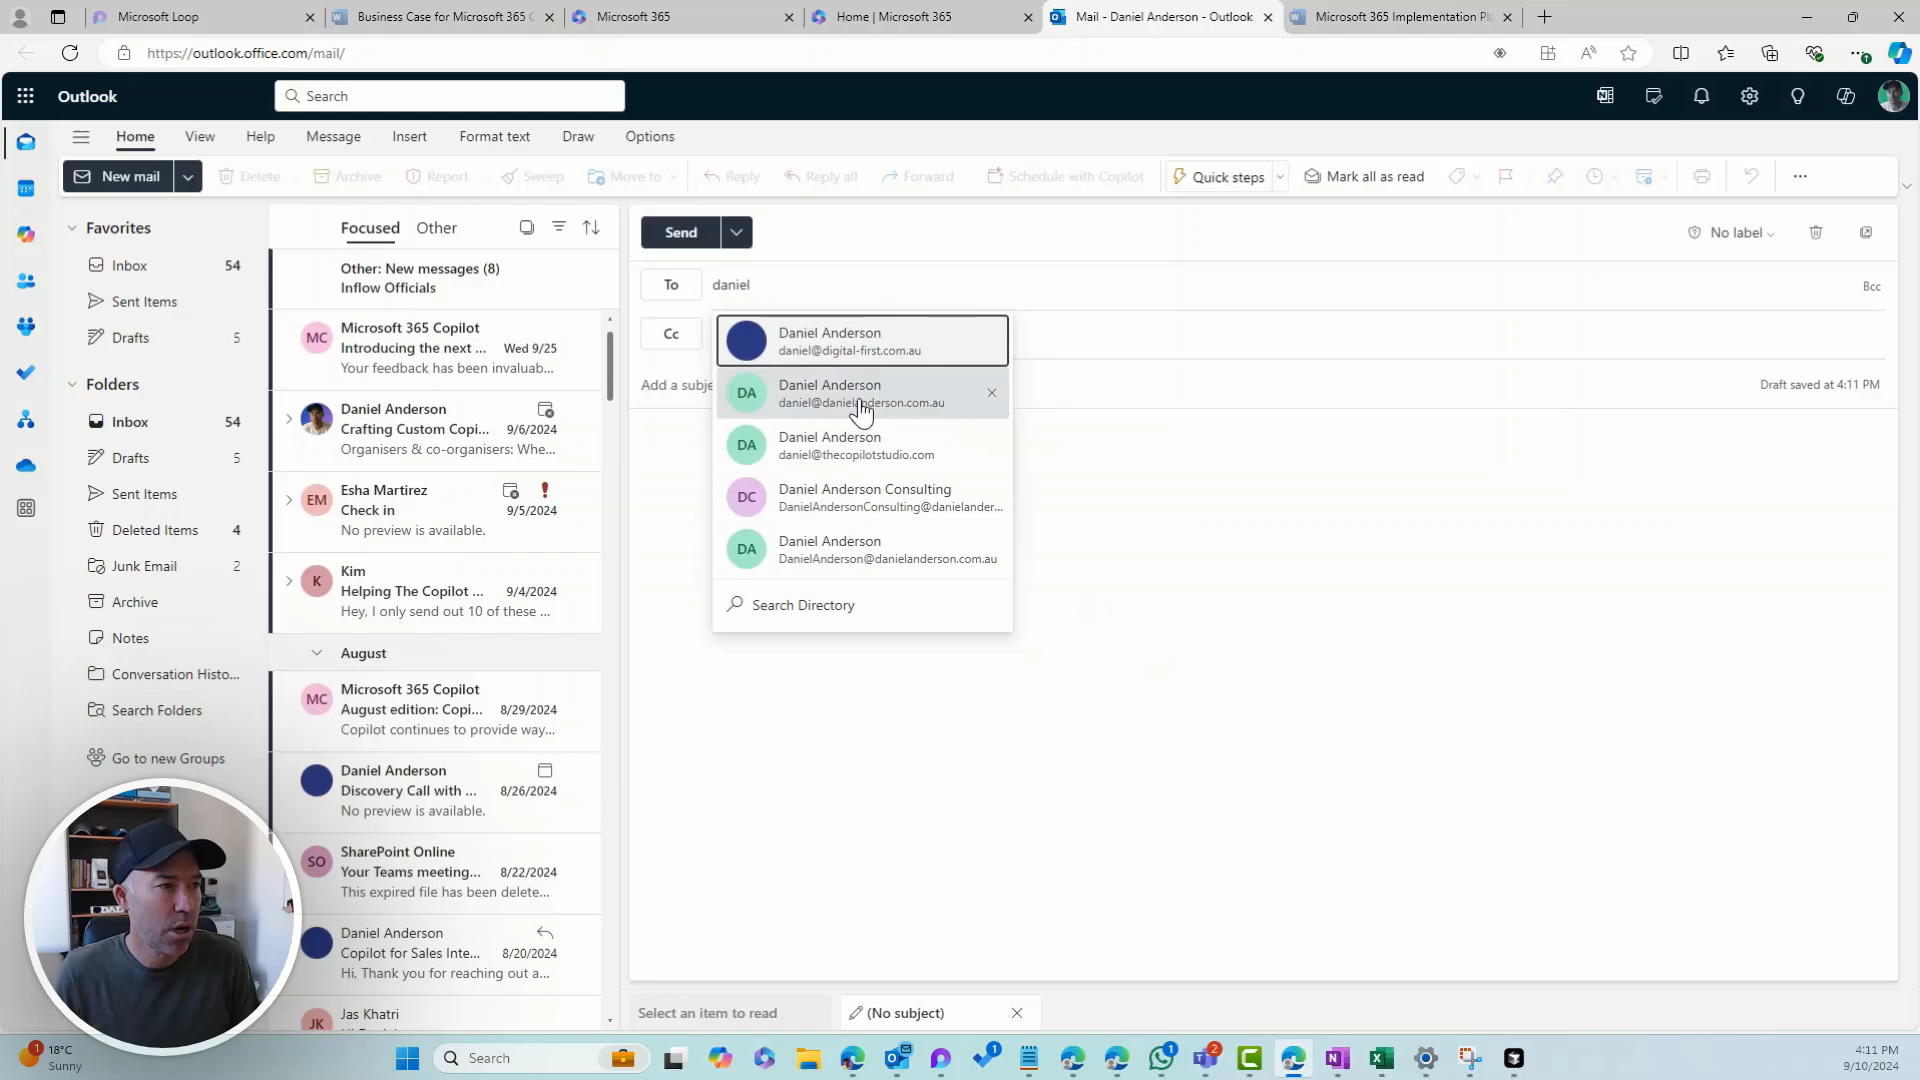 Microsoft Loop
Business Case for Microsoft 365 C
Microsoft 365
Home | Microsoft 365
Mail - Daniel Anderson - Outlook
Microsoft 365 Implementation Pla
https://outlook.office.com/mail/
Outlook
Search
Home
View
Help
Message
Insert
Format text
Draw
Options
New mail
Delete
Archive
Report
Sweep
Move to
Reply
Reply all
Forward
Schedule with Copilot
Quick steps
Mark all as read
Favorites
Inbox 54
Sent Items
Drafts 5
Folders
Inbox 54
Drafts 5
Sent Items
Deleted Items 4
Junk Email 2
Archive
Notes
Conversation Histo...
Search Folders
Go to new Groups
Focused
Other
Other: New messages (8)
Inflow Officials
MC
Microsoft 365 Copilot
Introducing the next ... Wed 9/25
Your feedback has been invaluab...
Daniel Anderson
Crafting Custom Copi... 9/6/2024
Organisers & co-organisers: Whe...
EM
Esha Martirez
Check in 9/5/2024
No preview is available.
K
Kim
Helping The Copilot ... 9/4/2024
Hey, I only send out 10 of these ...
August
MC
Microsoft 365 Copilot
August edition: Copi... 8/29/2024
Copilot continues to provide way...
Daniel Anderson
Discovery Call with ... 8/26/2024
No preview is available.
SO
SharePoint Online
Your Teams meeting... 8/22/2024
This expired file has been delete...
Daniel Anderson
Copilot for Sales Inte... 8/20/2024
Hi, Thank you for reaching out a...
JK
Jas Khatri
Send
No label
To
daniel
Bcc
Cc
Add a subje
Draft saved at 4:11 PM
Daniel Anderson
daniel@digital-first.com.au
DA
Daniel Anderson
daniel@danielanderson.com.au
DA
Daniel Anderson
daniel@thecopilotstudio.com
DC
Daniel Anderson Consulting
DanielAndersonConsulting@danielander...
DA
Daniel Anderson
DanielAnderson@danielanderson.com.au
Search Directory
Select an item to read
(No subject)
1
18°C
Sunny
Search
1
1
2
4:11 PM
9/10/2024